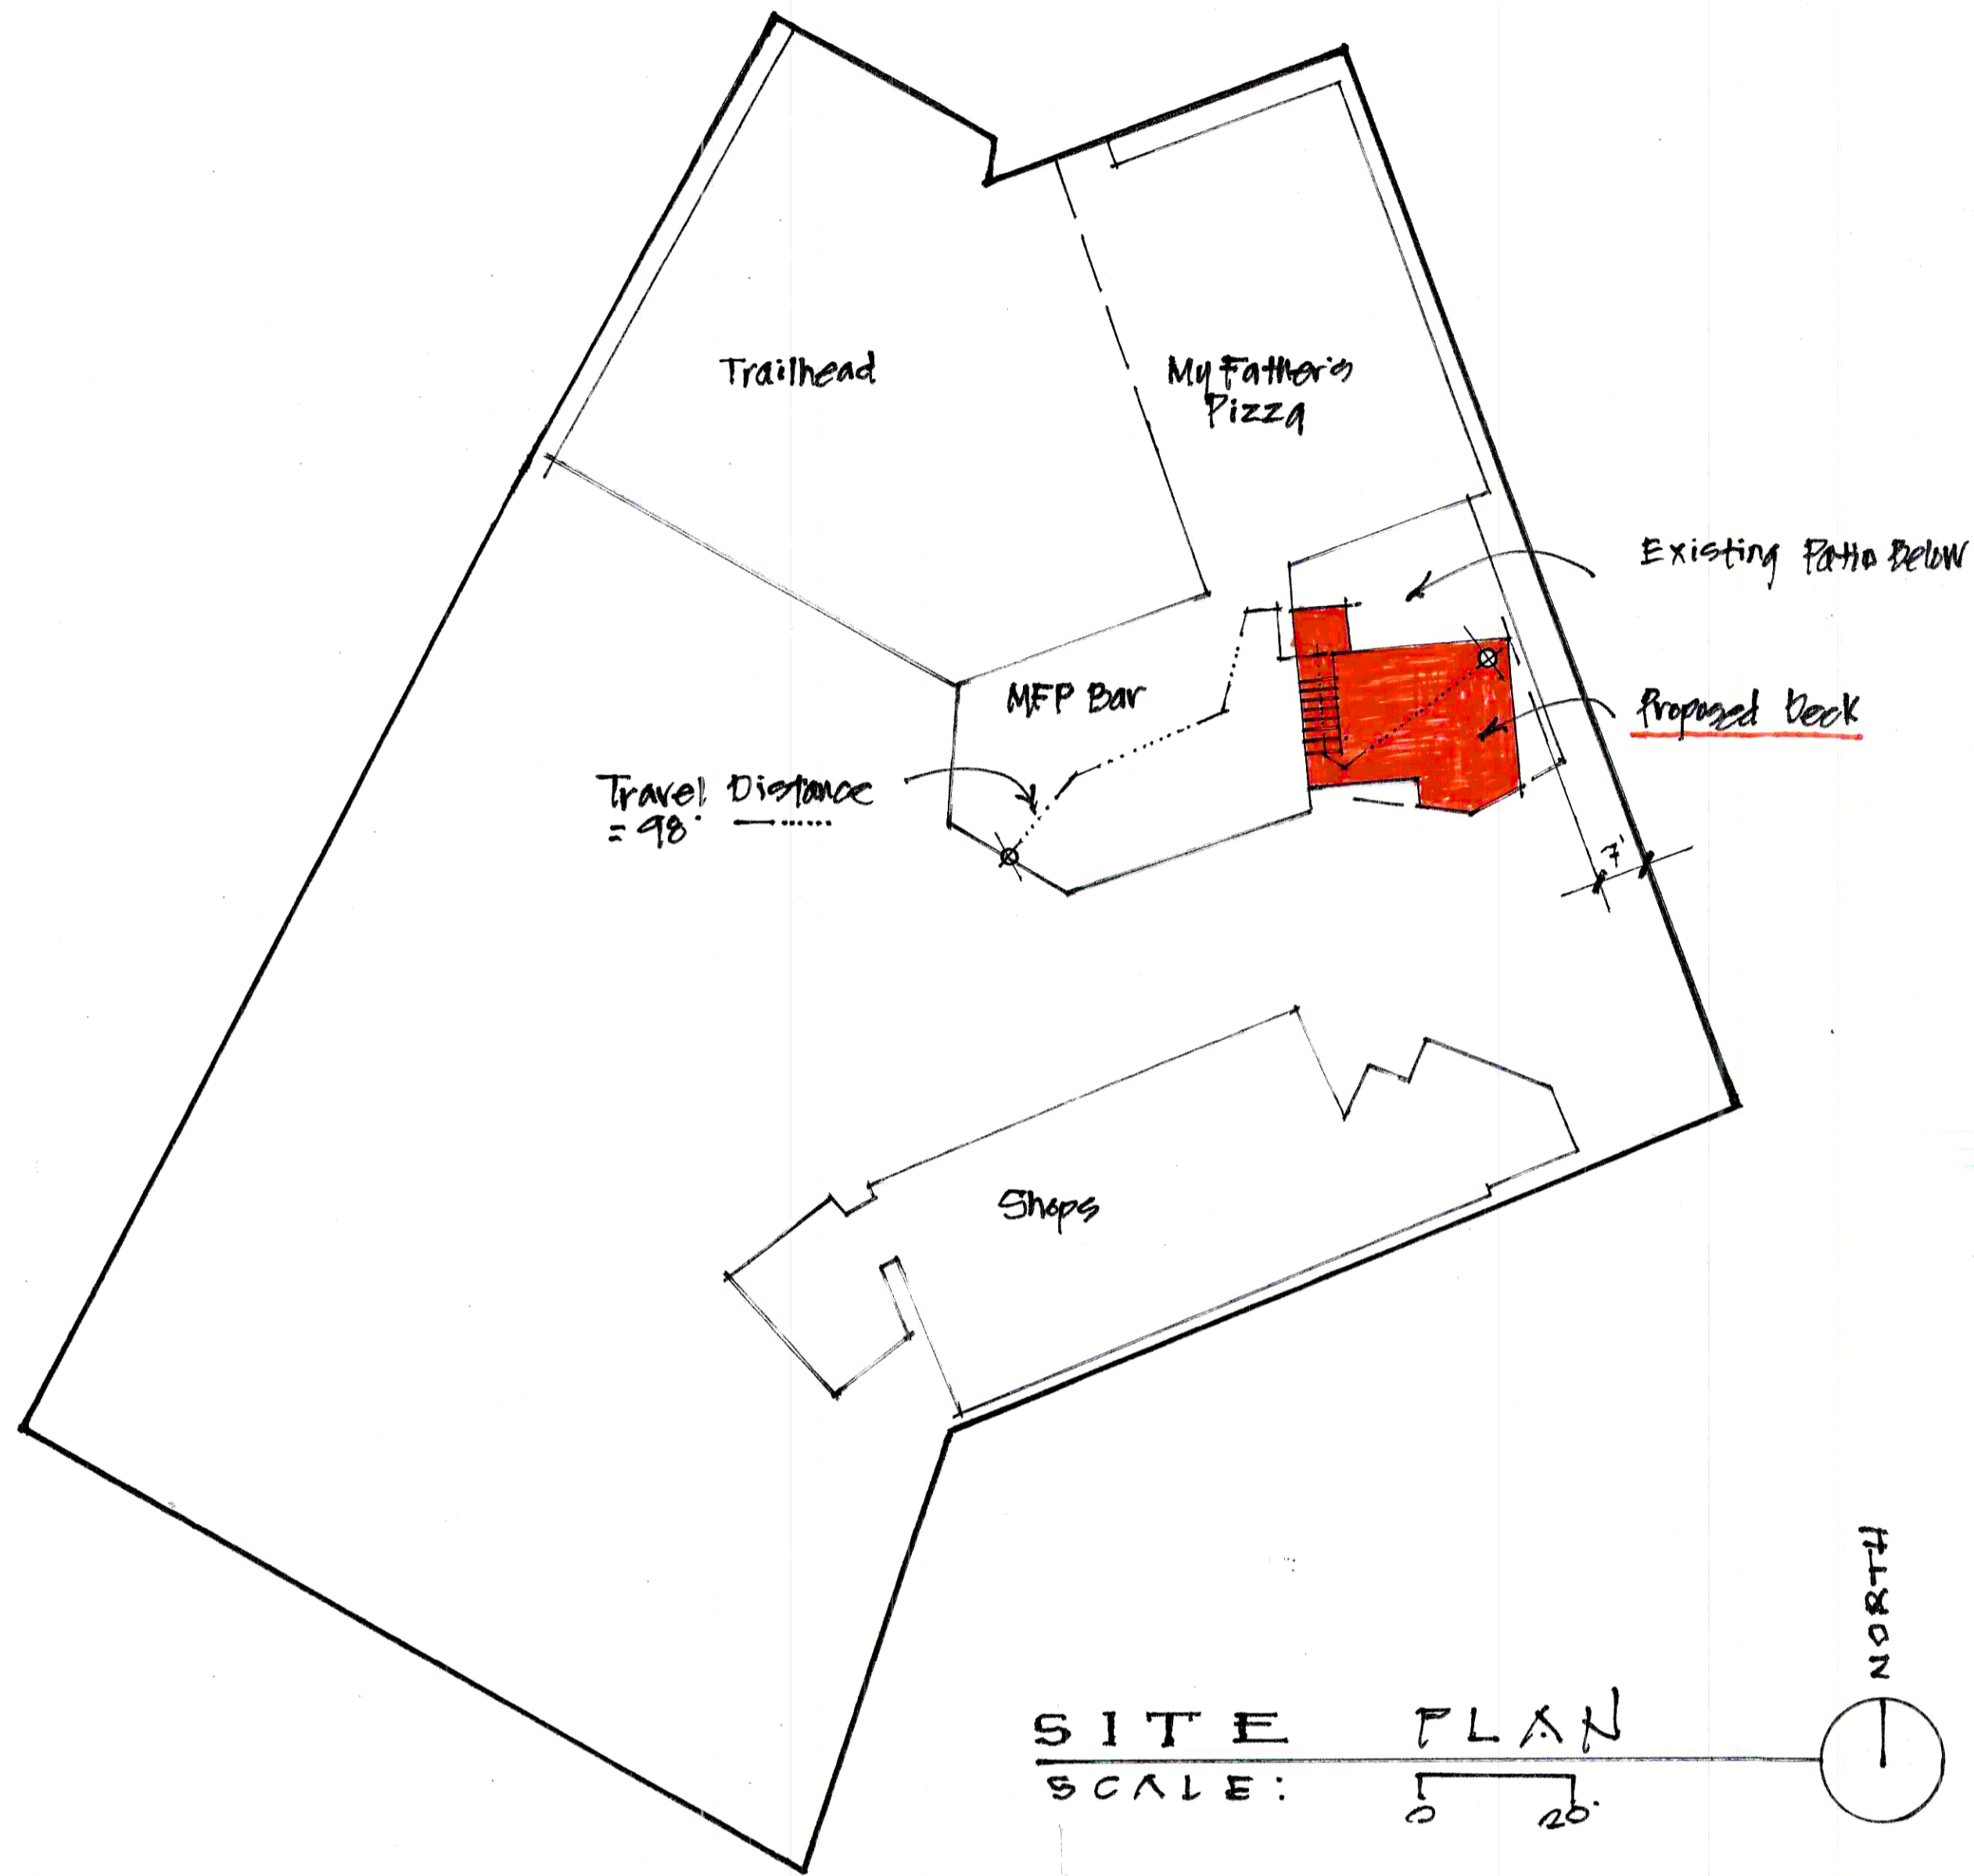 Trailhead
My Father's
Pizza
Existing Patio Below
MFP Bar
Proposed Deck
Travel Distance
= 98'
7'
Shops
NORTH
SITE PLAN
SCALE:
0 20'